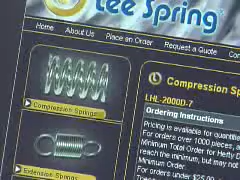 Lee Spring
Home About Us Place an Order Request a Quote
Compression Springs
Extension Springs
Compression Sp
LHL-2000D-7
Ordering Instructions
Pricing is available for quantities
For orders over 1000 pieces,
Minimum Total Order for Hefty D
reach the minimum, but may not
Minimum Order.
For orders under $25.00